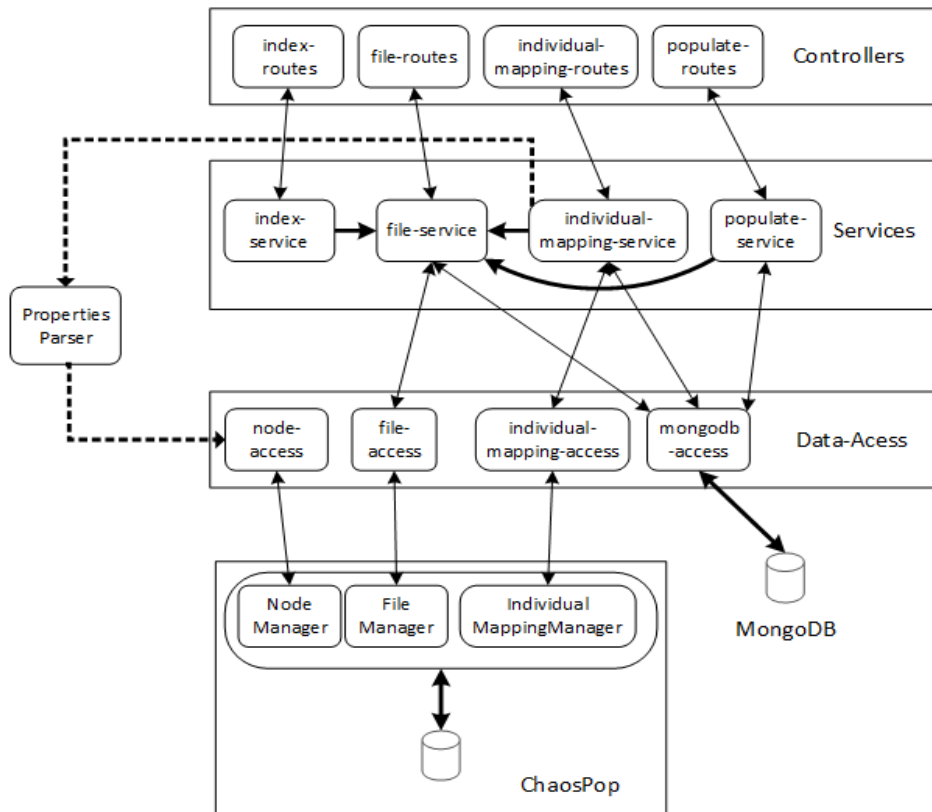 index-
routes
file-routes
individual-
mapping-routes
populate-
routes
Controllers
index-
service
file-service
individual-
mapping-service
populate-
service
Services
Properties
Parser
node-
access
file-
access
individual-
mapping-access
mongodb
-access
Data-Acess
Node
Manager
File
Manager
Individual
MappingManager
MongoDB
ChaosPop